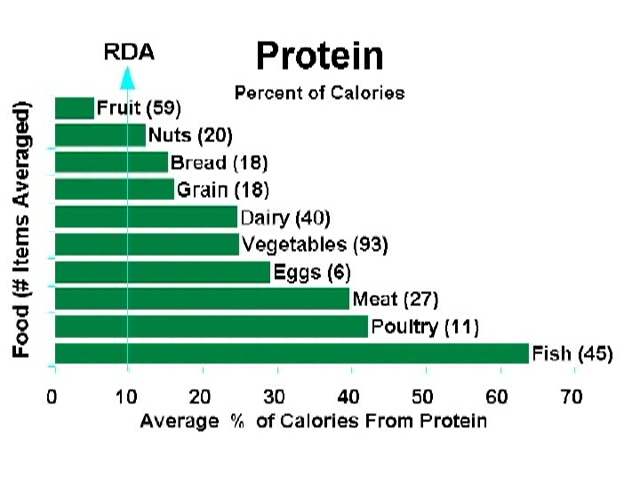 RDA
Protein
Percent of Calories
Food (# Items Averaged)
Fruit (59)
Nuts (20)
Bread (18)
Grain (18)
Dairy (40)
Vegetables (93)
Eggs (6)
Meat (27)
Poultry (11)
Fish (45)
0 10 20 30 40 50 60 70
Average % of Calories From Protein